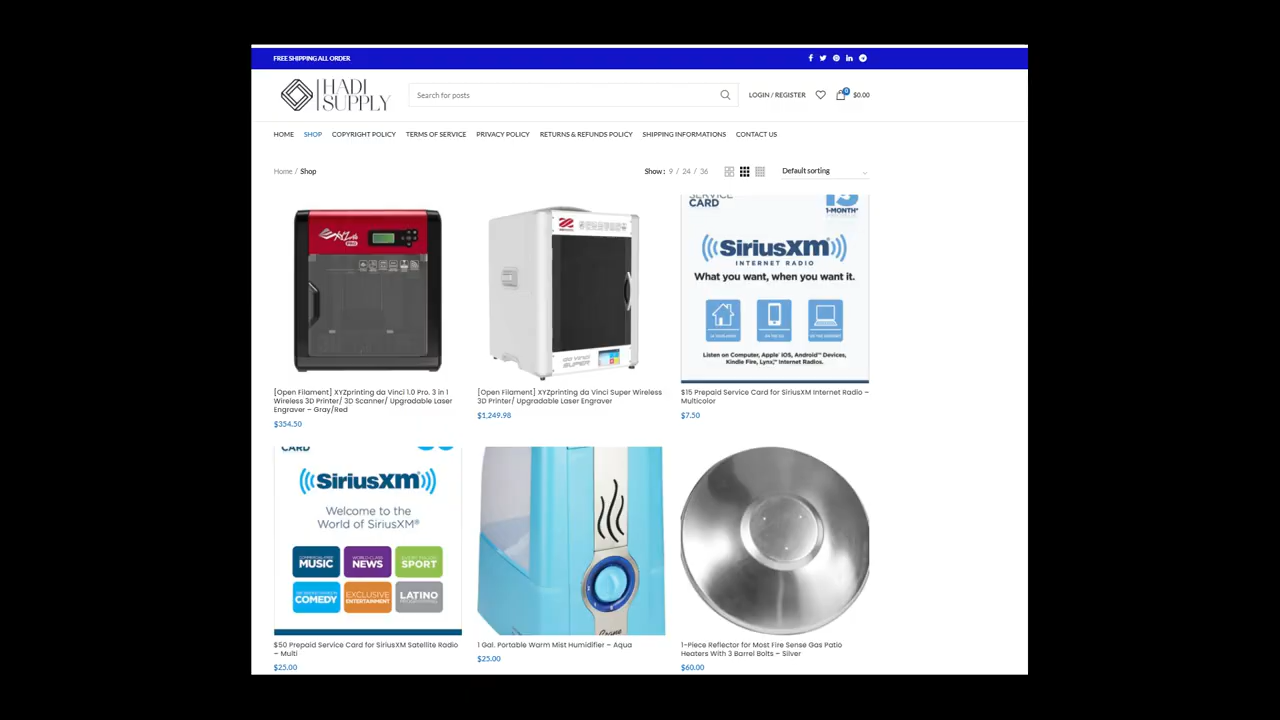 FREE SHIPPING ALL ORDER
HADI
SUPPLY
Search for posts
LOGIN / REGISTER
0
$0.00
HOME
SHOP
COPYRIGHT POLICY
TERMS OF SERVICE
PRIVACY POLICY
RETURNS & REFUNDS POLICY
SHIPPING INFORMATIONS
CONTACT US
Home / Shop
Show : 9 / 24 / 36
Default sorting
SERVICE
CARD
1-MONTH*
SiriusXM
INTERNET RADIO
What you want, when you want it.
Listen on Computer, Apple iOS, Android™ Devices,
Kindle Fire, Lynx,™ Internet Radios.
[Open Filament] XYZprinting da Vinci 1.0 Pro. 3 in 1
Wireless 3D Printer/ 3D Scanner/ Upgradable Laser
Engraver – Gray/Red
$354.50
[Open Filament] XYZprinting da Vinci Super Wireless
3D Printer/ Upgradable Laser Engraver
$1,249.98
$15 Prepaid Service Card for SiriusXM Internet Radio –
Multicolor
$7.50
CARD
SiriusXM
Welcome to the
World of SiriusXM®
MUSIC
NEWS
SPORT
COMEDY
EXCLUSIVE
ENTERTAINMENT
LATINO
$50 Prepaid Service Card for SiriusXM Satellite Radio
– Multi
$25.00
1 Gal. Portable Warm Mist Humidifier – Aqua
$25.00
1-Piece Reflector for Most Fire Sense Gas Patio
Heaters With 3 Barrel Bolts – Silver
$60.00